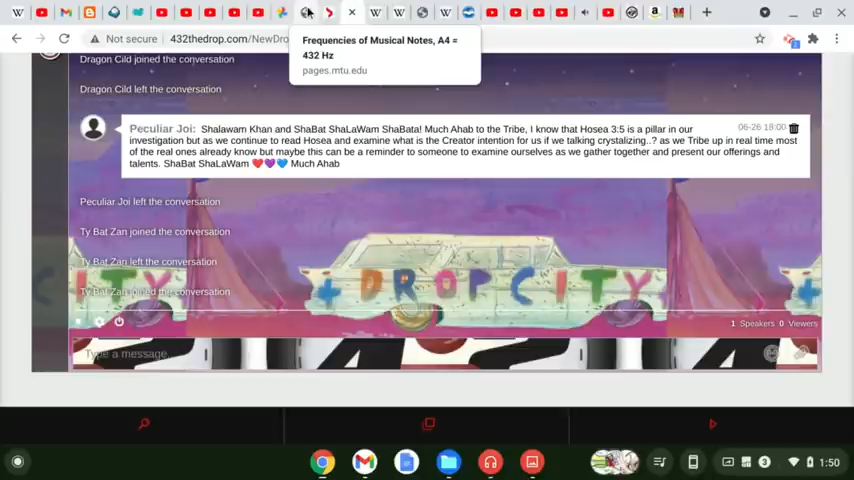 Not secure
432thedrop.com/NewDro
Frequencies of Musical Notes, A4 =
432 Hz
pages.mtu.edu
Dragon Cild joined the conversation
Dragon Cild left the conversation
Peculiar Joi: Shalawam Khan and ShaBat ShaLaWam ShaBata! Much Ahab to the Tribe, I know that Hosea 3:5 is a pillar in our
06-26 18:00
investigation but as we continue to read Hosea and examine what is the Creator intention for us if we talking crystalizing..? as we Tribe up in real time most
of the real ones already know but maybe this can be a reminder to someone to examine ourselves as we gather together and present our offerings and
talents. ShaBat ShaLaWam ❤️💜💙 Much Ahab
Peculiar Joi left the conversation
Ty Bat Zan joined the conversation
Ty Bat Zan left the conversation
Ty Bat Zan joined the conversation
CITY
+DROPCITY
1 Speakers 0 Viewers
Type a message
3
1:50